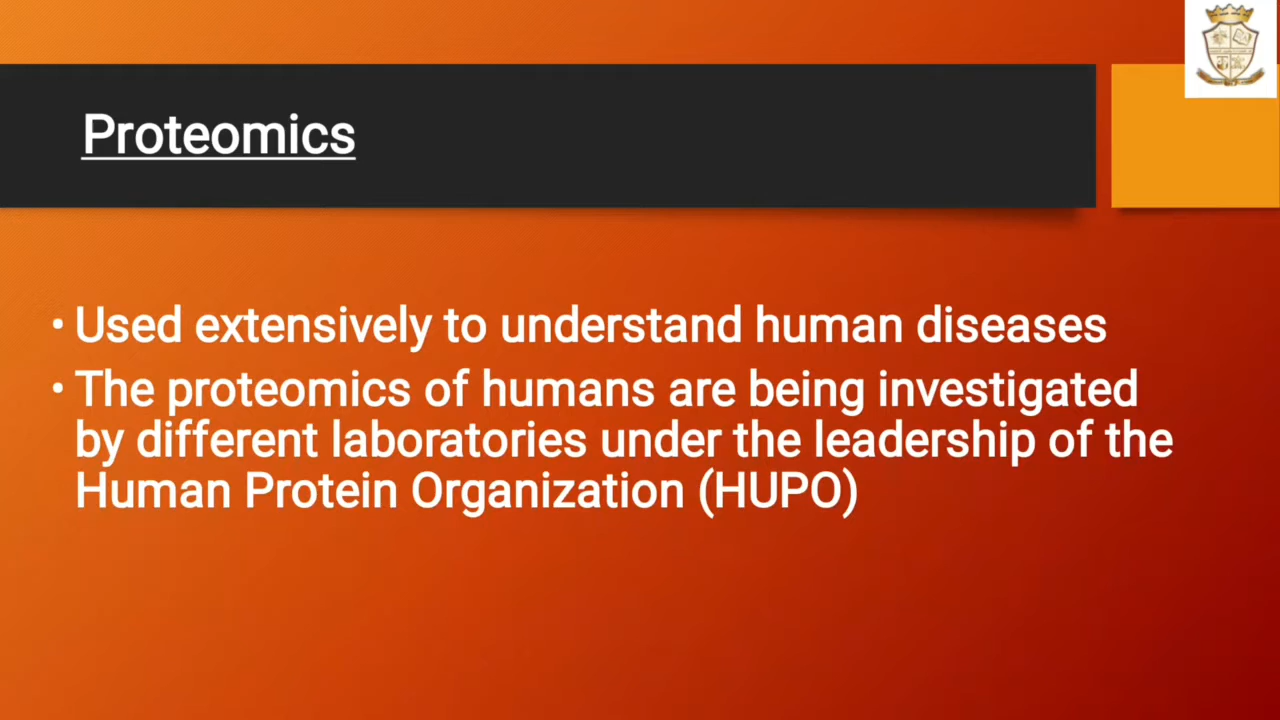 Proteomics
• Used extensively to understand human diseases
• The proteomics of humans are being investigated
by different laboratories under the leadership of the
Human Protein Organization (HUPO)